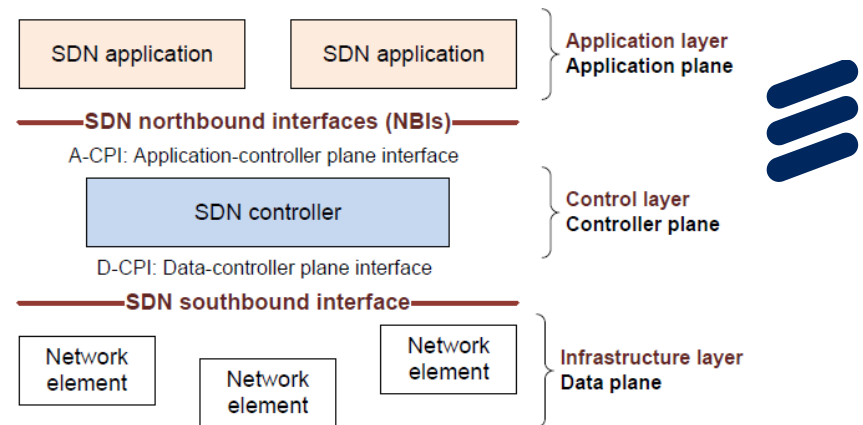 SDN application
SDN application
Application layer
Application plane
SDN northbound interfaces (NBIs)
A-CPI: Application-controller plane interface
SDN controller
Control layer
Controller plane
D-CPI: Data-controller plane interface
SDN southbound interface
Network
element
Network
element
Network
element
Infrastructure layer
Data plane